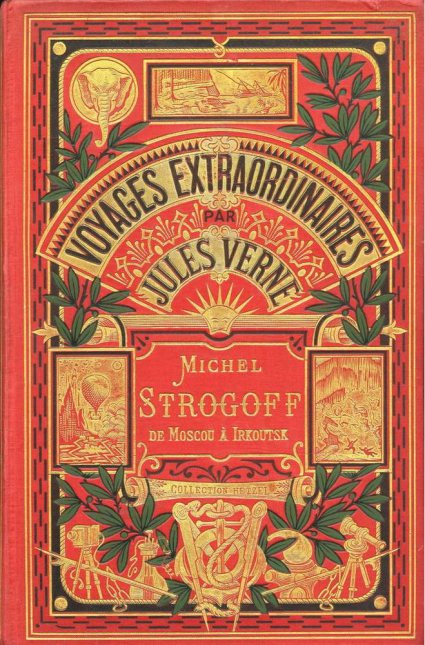 VOYAGES EXTRAORDINAIRES
PAR
JULES VERNE
MICHEL
STROGOFF
DE MOSCOU À IRKOUTSK
COLLECTION HETZEL